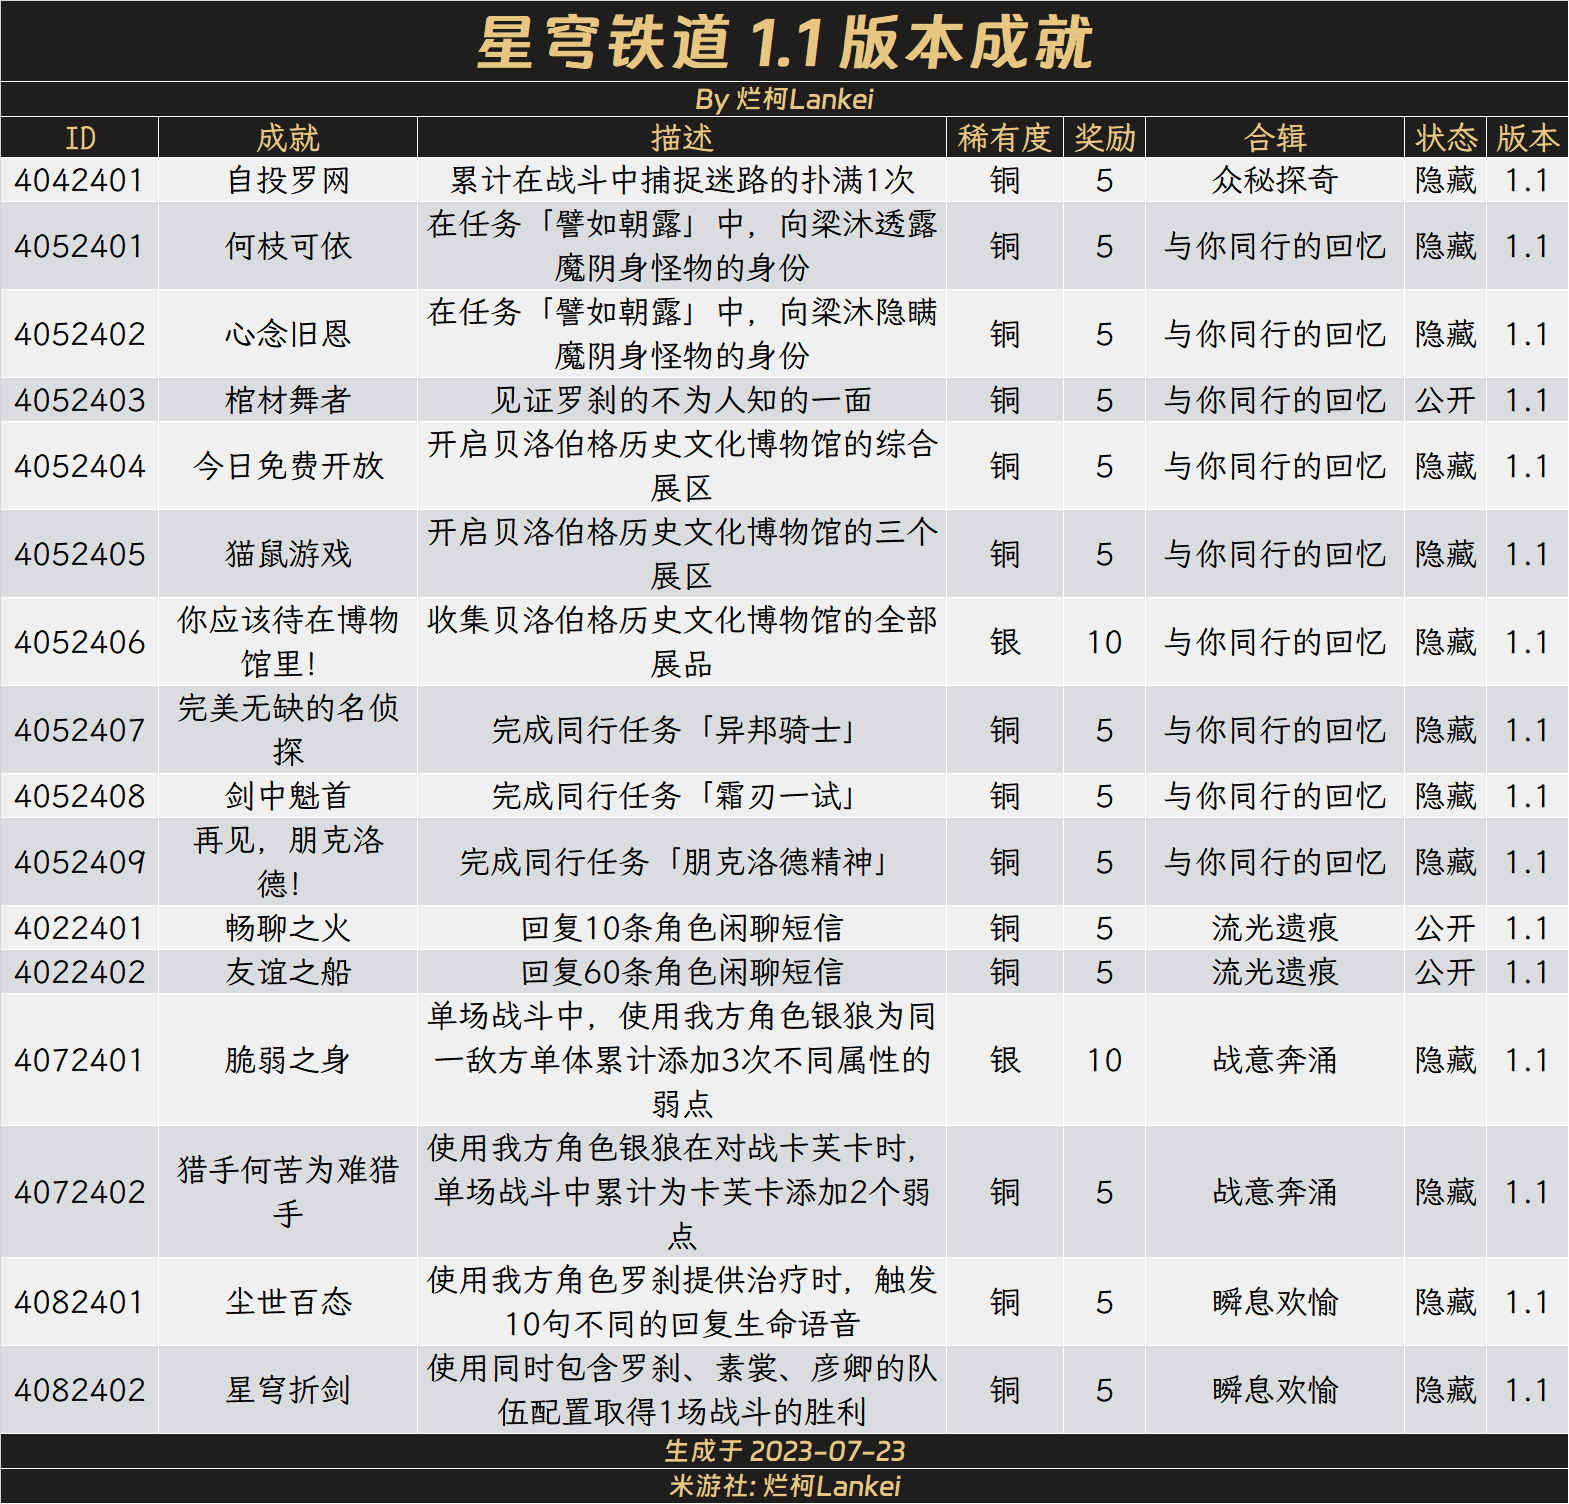 星穹铁道 1.1 版本成就
By 烂柯Lankei
ID 成就 描述 稀有度 奖励 合辑 状态 版本
4042401 自投罗网 累计在战斗中捕捉迷路的扑满1次 铜 5 众秘探奇 隐藏 1.1
4052401 何枝可依 在任务「譬如朝露」中，向梁沐透露
魔阴身怪物的身份 铜 5 与你同行的回忆 隐藏 1.1
4052402 心念旧恩 在任务「譬如朝露」中，向梁沐隐瞒
魔阴身怪物的身份 铜 5 与你同行的回忆 隐藏 1.1
4052403 棺材舞者 见证罗刹的不为人知的一面 铜 5 与你同行的回忆 公开 1.1
4052404 今日免费开放 开启贝洛伯格历史文化博物馆的综合
展区 铜 5 与你同行的回忆 隐藏 1.1
4052405 猫鼠游戏 开启贝洛伯格历史文化博物馆的三个
展区 铜 5 与你同行的回忆 隐藏 1.1
4052406 你应该待在博物
馆里！ 收集贝洛伯格历史文化博物馆的全部
展品 银 10 与你同行的回忆 隐藏 1.1
4052407 完美无缺的名侦
探 完成同行任务「异邦骑士」 铜 5 与你同行的回忆 隐藏 1.1
4052408 剑中魁首 完成同行任务「霜刃一试」 铜 5 与你同行的回忆 隐藏 1.1
4052409 再见，朋克洛
德！ 完成同行任务「朋克洛德精神」 铜 5 与你同行的回忆 隐藏 1.1
4022401 畅聊之火 回复10条角色闲聊短信 铜 5 流光遗痕 公开 1.1
4022402 友谊之船 回复60条角色闲聊短信 铜 5 流光遗痕 公开 1.1
4072401 脆弱之身 单场战斗中，使用我方角色银狼为同
一敌方单体累计添加3次不同属性的
弱点 银 10 战意奔涌 隐藏 1.1
4072402 猎手何苦为难猎
手 使用我方角色银狼在对战卡芙卡时，
单场战斗中累计为卡芙卡添加2个弱
点 铜 5 战意奔涌 隐藏 1.1
4082401 尘世百态 使用我方角色罗刹提供治疗时，触发
10句不同的回复生命语音 铜 5 瞬息欢愉 隐藏 1.1
4082402 星穹折剑 使用同时包含罗刹、素裳、彦卿的队
伍配置取得1场战斗的胜利 铜 5 瞬息欢愉 隐藏 1.1
生成于 2023-07-23
米游社: 烂柯Lankei